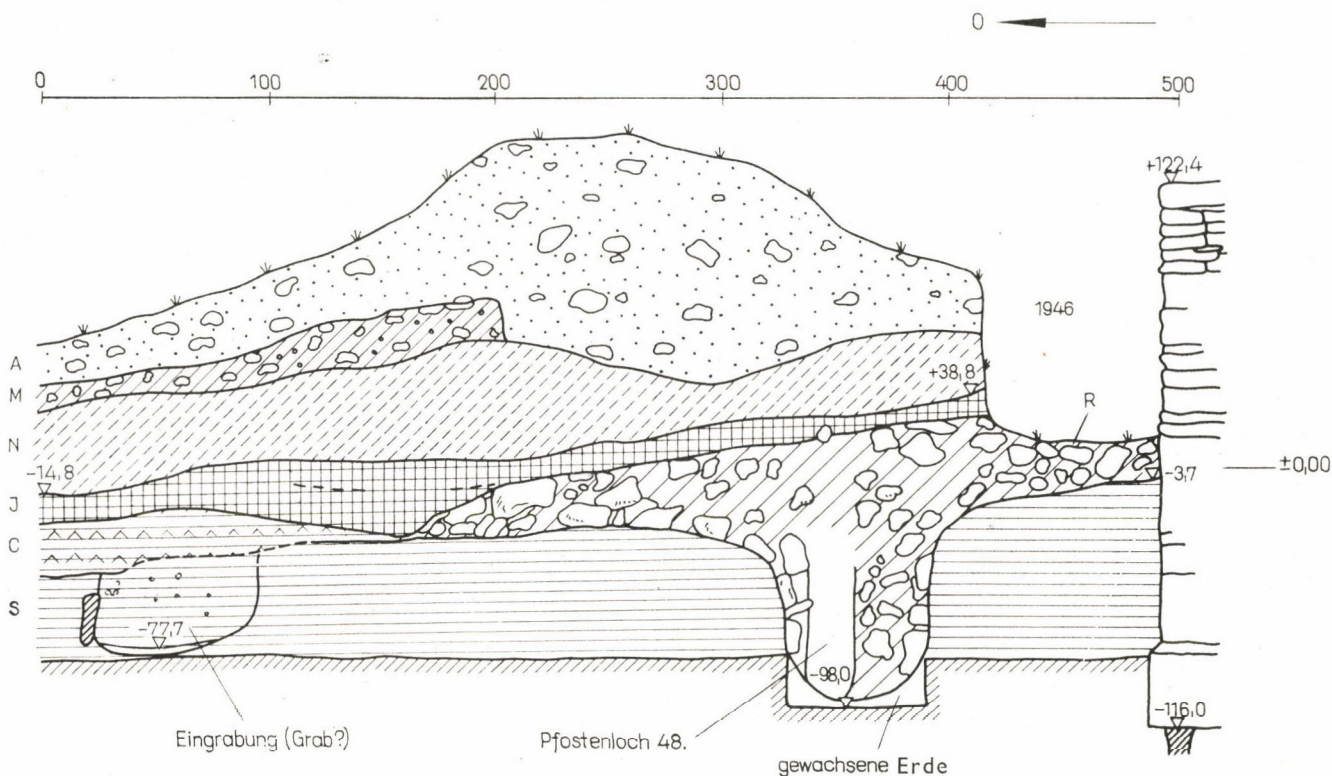 O
0 100 200 300 400 500
+122,4
1946
A
M
+38,8
R
N
-14,8
-3,7
±0,00
J
C
S
-77,7
-98,0
-116,0
Eingrabung (Grab?)
Pfostenloch 48.
gewachsene Erde